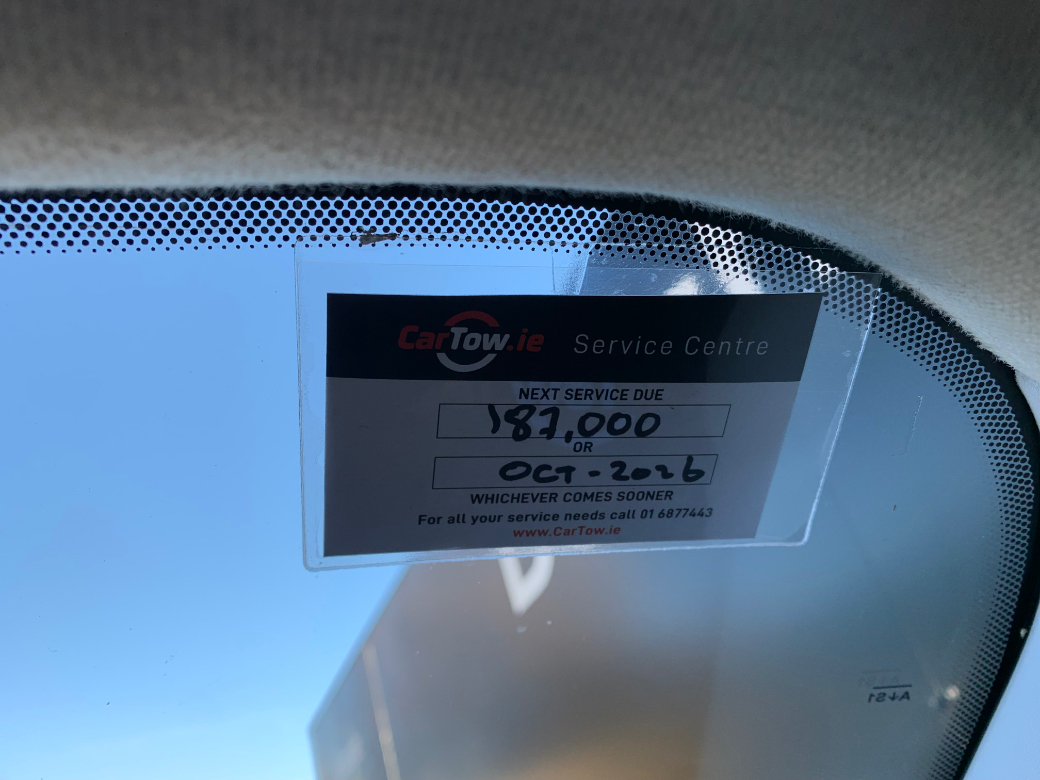 CarTow.ie Service Centre
NEXT SERVICE DUE
187,000
OR
OCT-2026
WHICHEVER COMES SOONER
For all your service needs call 01 6877443
www.CarTow.ie